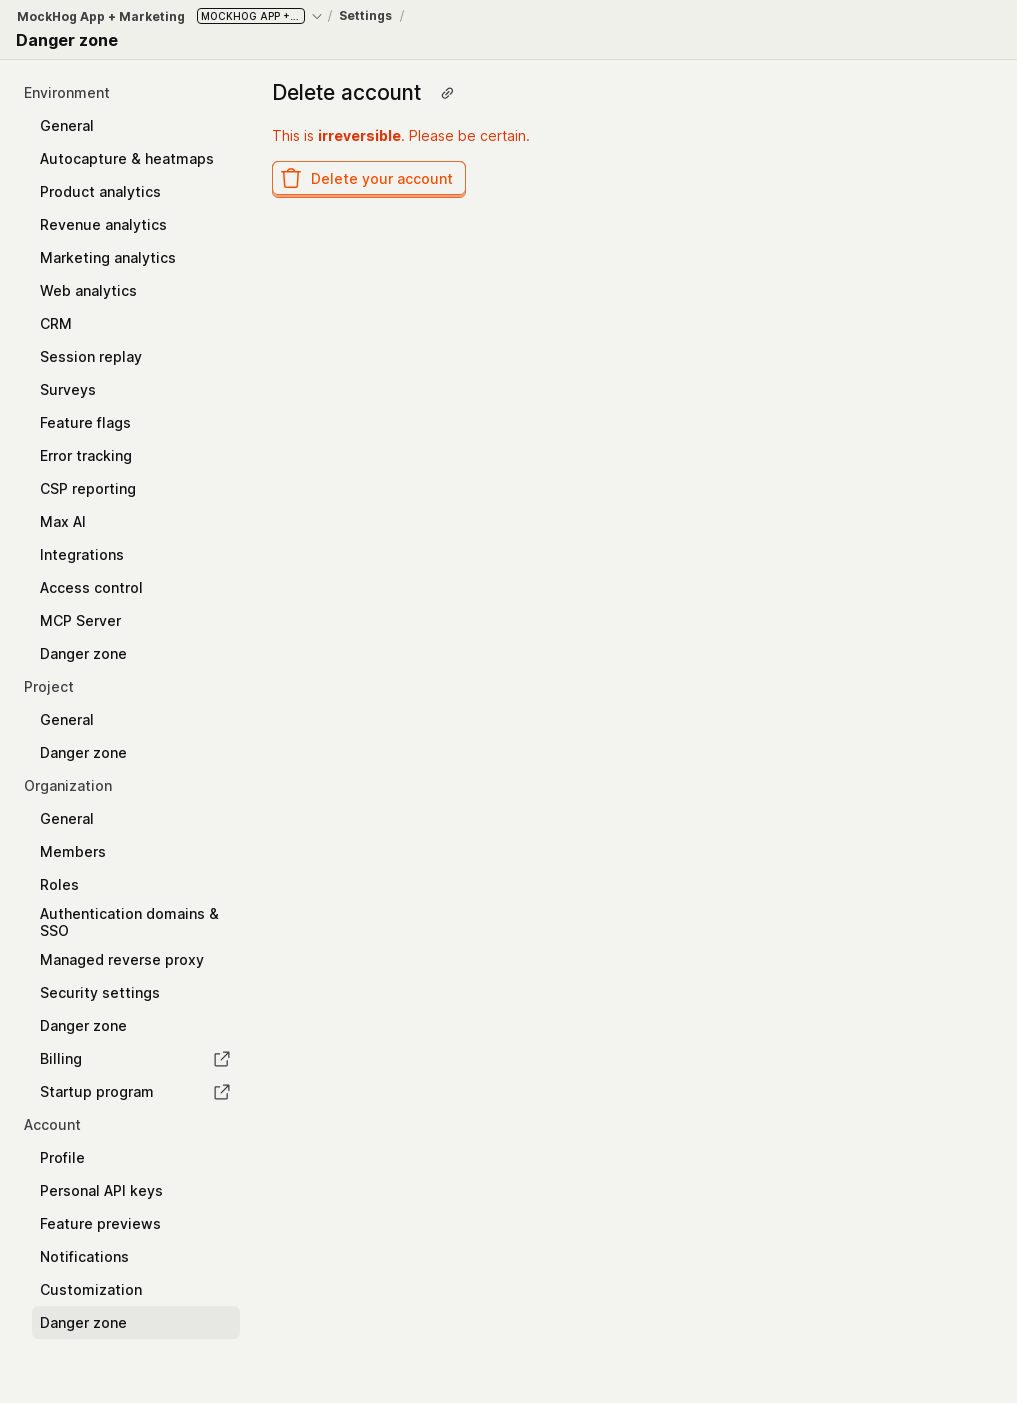 MockHog App + Marketing MOCKHOG APP +... / Settings /
Danger zone
Environment
General
Autocapture & heatmaps
Product analytics
Revenue analytics
Marketing analytics
Web analytics
CRM
Session replay
Surveys
Feature flags
Error tracking
CSP reporting
Max AI
Integrations
Access control
MCP Server
Danger zone
Project
General
Danger zone
Organization
General
Members
Roles
Authentication domains &
SSO
Managed reverse proxy
Security settings
Danger zone
Billing
Startup program
Account
Profile
Personal API keys
Feature previews
Notifications
Customization
Danger zone
Delete account
This is irreversible. Please be certain.
Delete your account